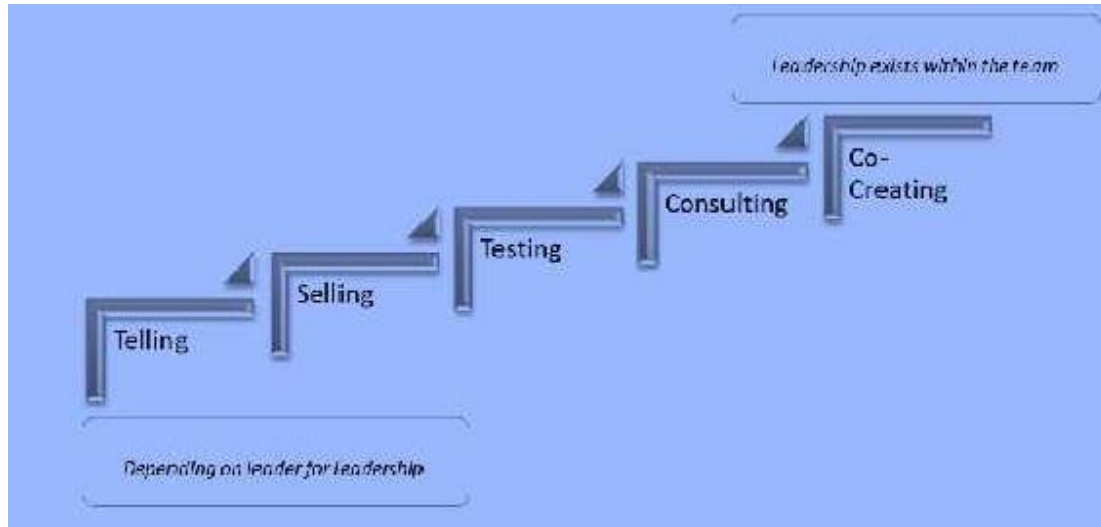 Leadership exists within the team
Co-
Creating
Consulting
Testing
Selling
Telling
Depending on leader for leadership